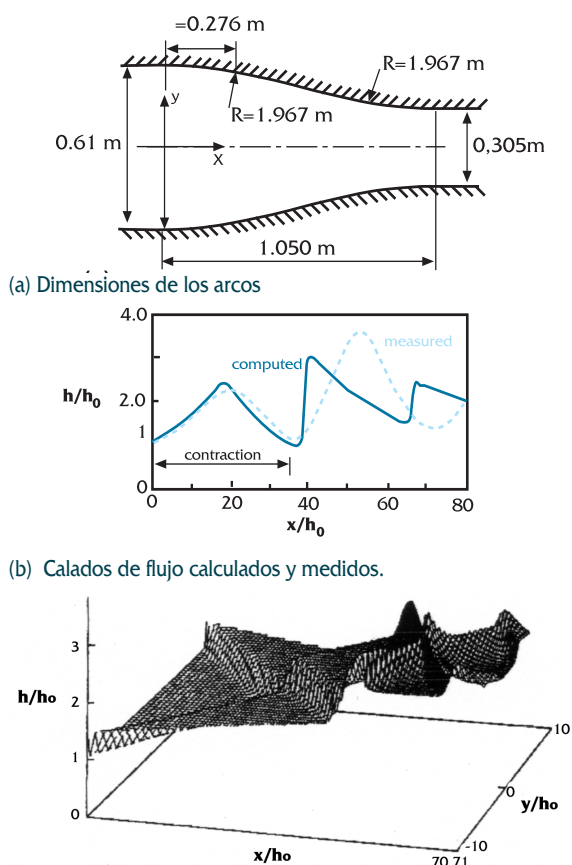 =0.276 m
R=1.967 m
y
R=1.967 m
0.61 m
x
0,305m
1.050 m
(a) Dimensiones de los arcos
4.0
measured
computed
h/h0
2.0
1
contraction
0
0
20
40
60
80
x/h0
(b) Calados de flujo calculados y medidos.
3
h/ho
2
1
0
10
0
y/ho
-10
x/ho
70.71